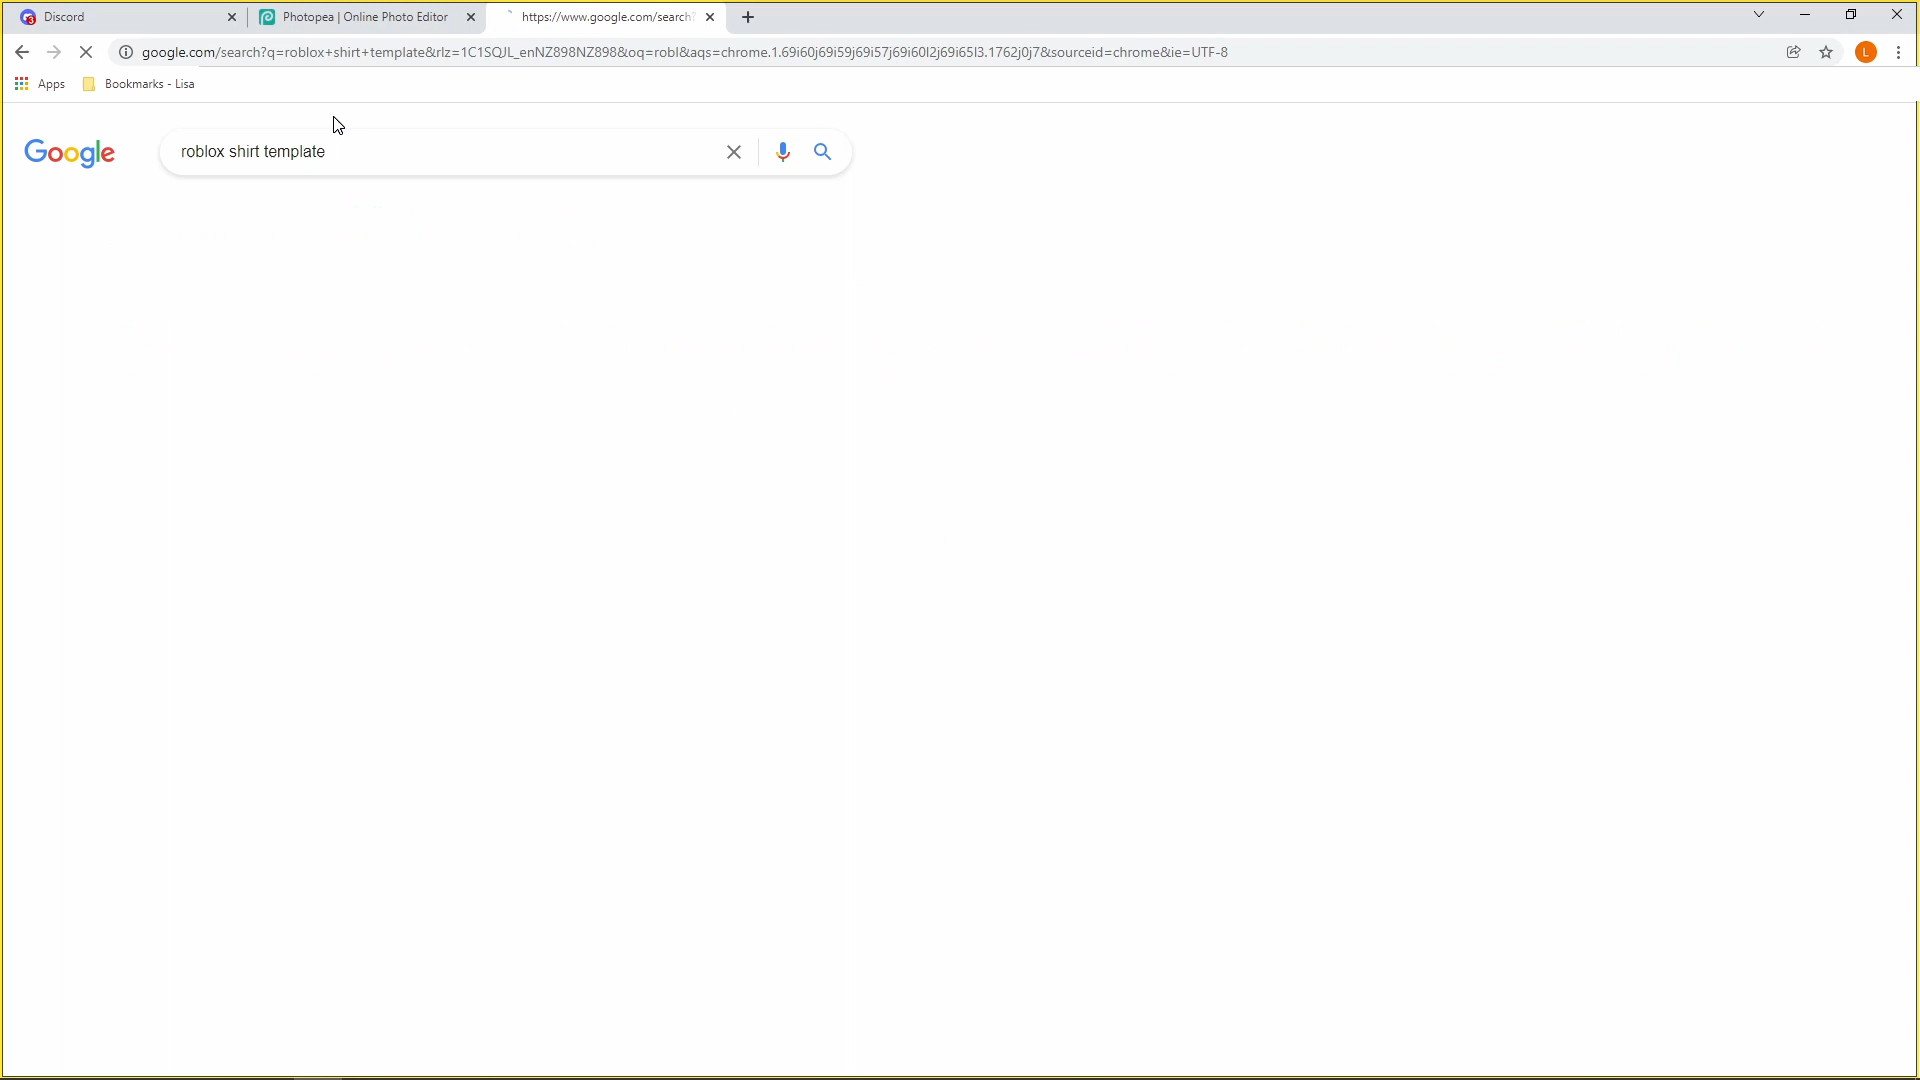 Discord
Photopea | Online Photo Editor
https://www.google.com/search?
google.com/search?q=roblox+shirt+template&rlz=1C1SQJL_enNZ898NZ898&oq=robl&aqs=chrome.1.69i60j69i59j69i57j69i60l2j69i65l3.1762j0j7&sourceid=chrome&ie=UTF-8
L
Apps
Bookmarks - Lisa
Google
roblox shirt template